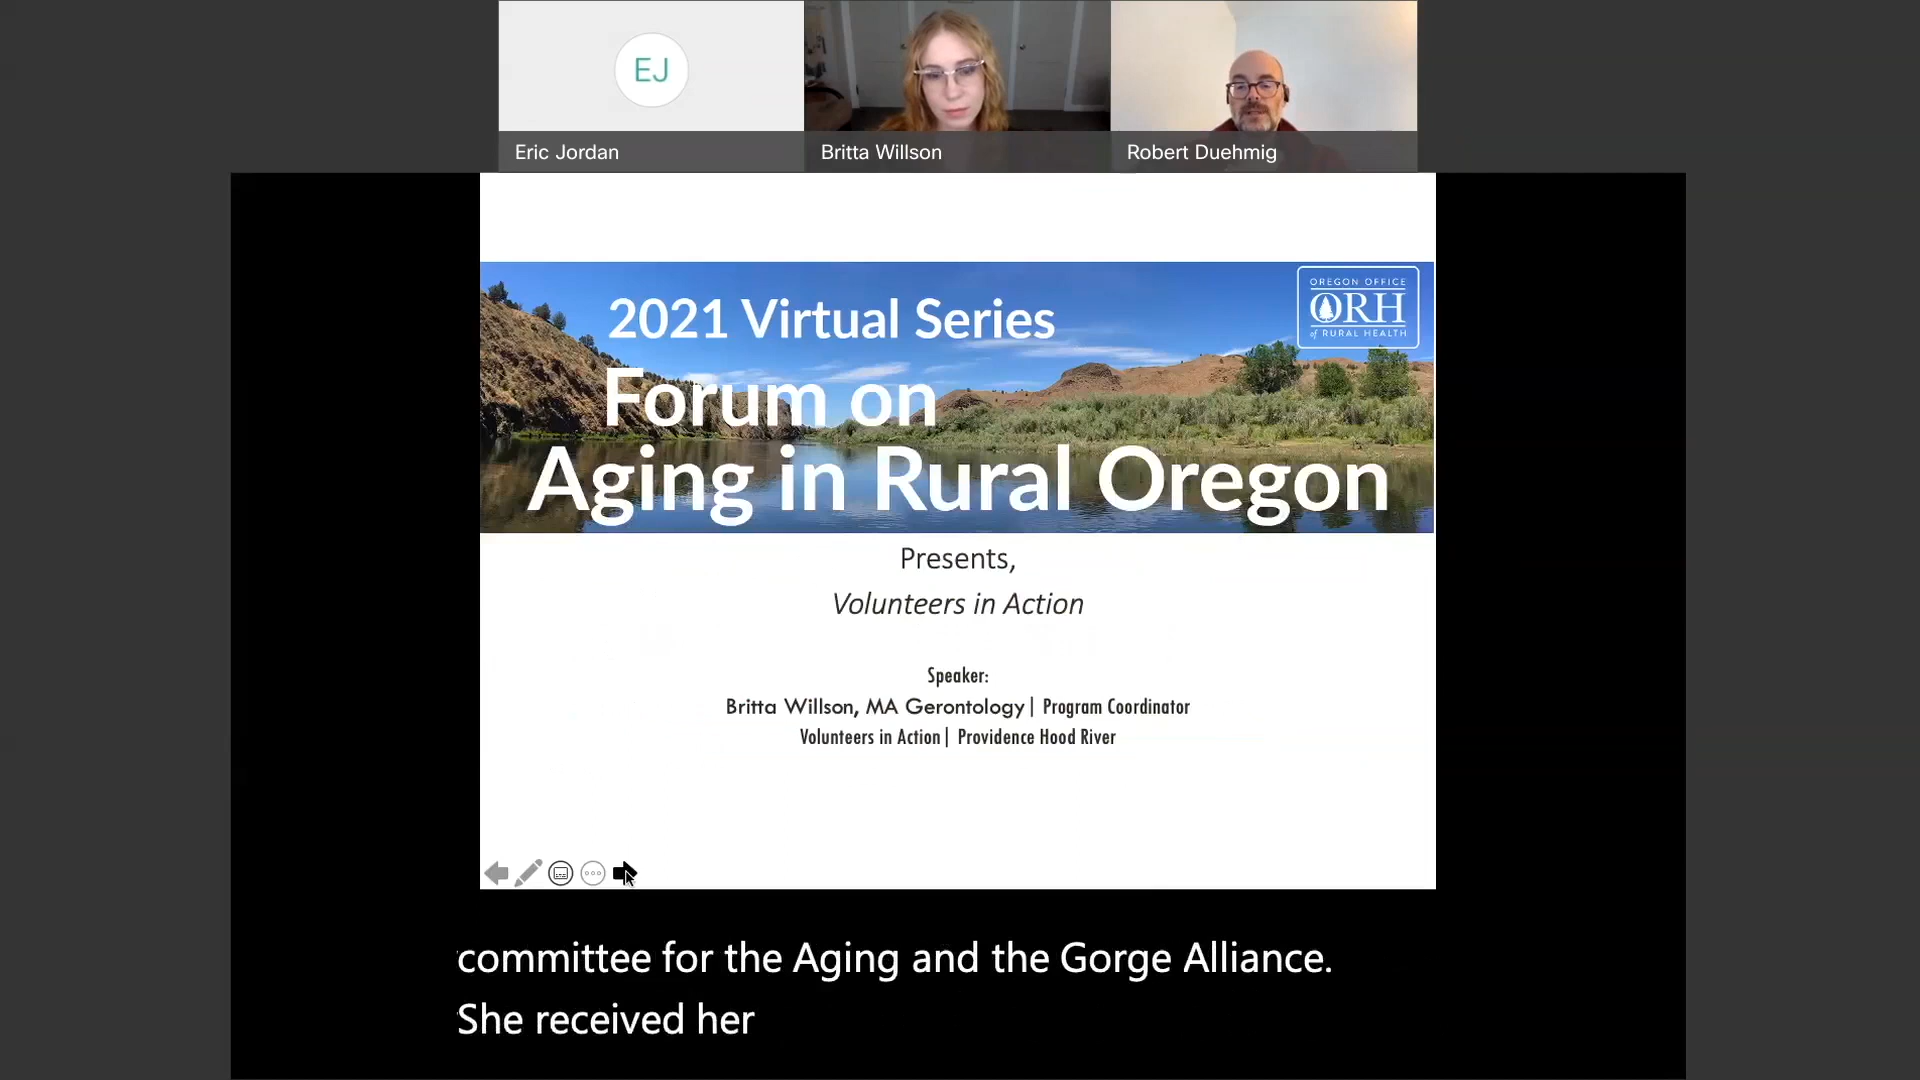 EJ
Eric Jordan
Britta Willson
Robert Duehmig
OREGON OFFICE
ORH
of RURAL HEALTH
2021 Virtual Series
Forum on
Aging in Rural Oregon
Presents,
Volunteers in Action
Speaker:
Britta Willson, MA Gerontology| Program Coordinator
Volunteers in Action| Providence Hood River
committee for the Aging and the Gorge Alliance.
She received her